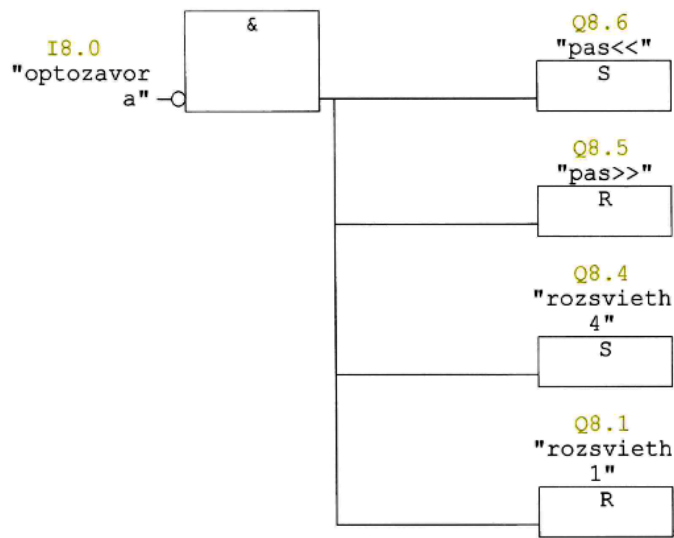 &
I8.0
"optozavor
a"
Q8.6
"pas<<"
S
Q8.5
"pas>>"
R
Q8.4
"rozsvieth
4"
S
Q8.1
"rozsvieth
1"
R